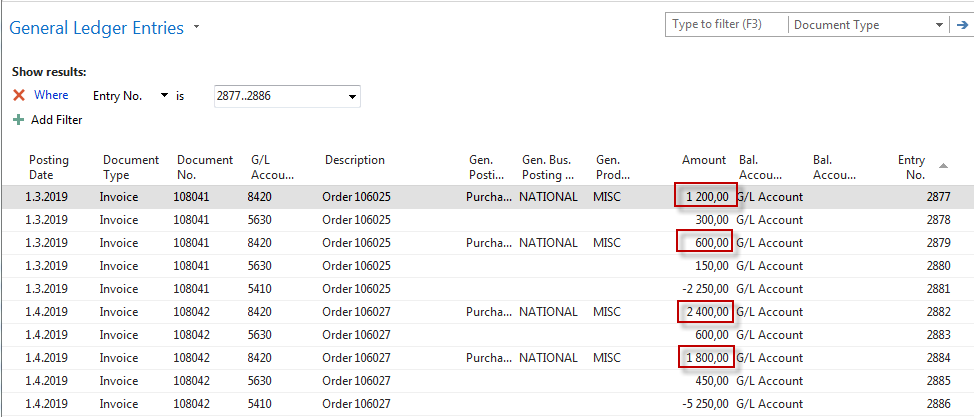 General Ledger Entries
Type to filter (F3) Document Type
Show results:
Where Entry No. is 2877..2886
Add Filter
Posting Document Document G/L Description Gen. Gen. Bus. Gen. Amount Bal. Bal. Entry
Date Type No. Accou... Posti... Posting ... Prod... Accou... Accou... No.
1.3.2019 Invoice 108041 8420 Order 106025 Purcha... NATIONAL MISC 1 200,00 G/L Account 2877
1.3.2019 Invoice 108041 5630 Order 106025 300,00 G/L Account 2878
1.3.2019 Invoice 108041 8420 Order 106025 Purcha... NATIONAL MISC 600,00 G/L Account 2879
1.3.2019 Invoice 108041 5630 Order 106025 150,00 G/L Account 2880
1.3.2019 Invoice 108041 5410 Order 106025 -2 250,00 G/L Account 2881
1.4.2019 Invoice 108042 8420 Order 106027 Purcha... NATIONAL MISC 2 400,00 G/L Account 2882
1.4.2019 Invoice 108042 5630 Order 106027 600,00 G/L Account 2883
1.4.2019 Invoice 108042 8420 Order 106027 Purcha... NATIONAL MISC 1 800,00 G/L Account 2884
1.4.2019 Invoice 108042 5630 Order 106027 450,00 G/L Account 2885
1.4.2019 Invoice 108042 5410 Order 106027 -5 250,00 G/L Account 2886